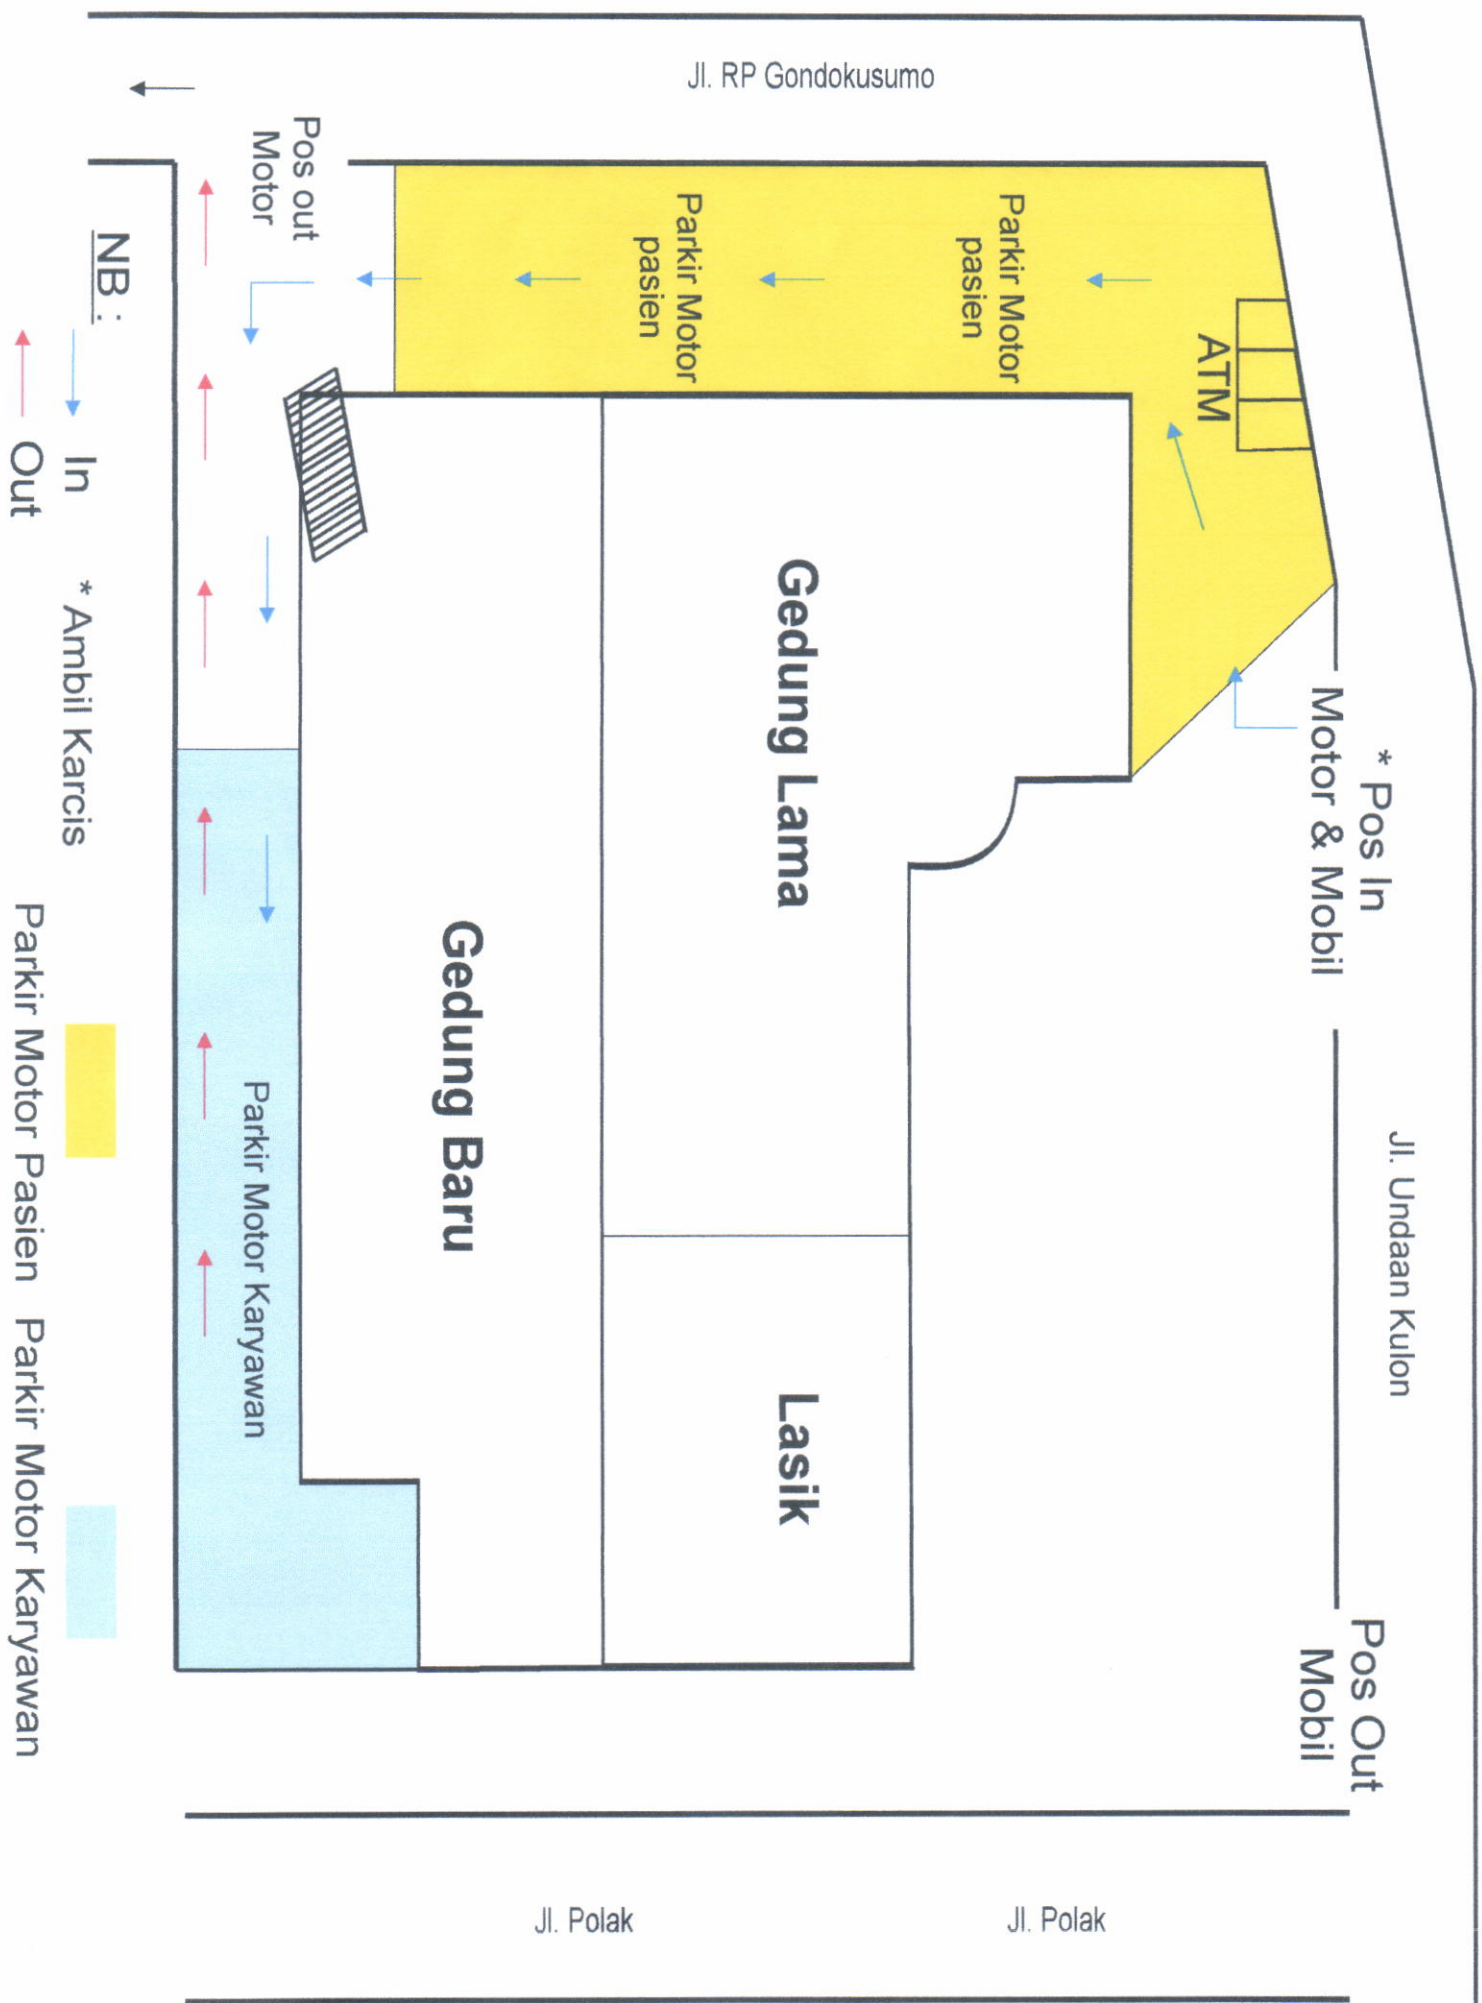 Jl. RP Gondokusumo
Jl. Undaan Kulon
* Pos In
Motor & Mobil
Pos Out
Mobil
ATM
Parkir Motor
pasien
Parkir Motor
pasien
Gedung Lama
Lasik
Gedung Baru
Pos out
Motor
Parkir Motor Karyawan
Jl. Polak
Jl. Polak
NB :
In
Out
* Ambil Karcis
Parkir Motor Pasien
Parkir Motor Karyawan